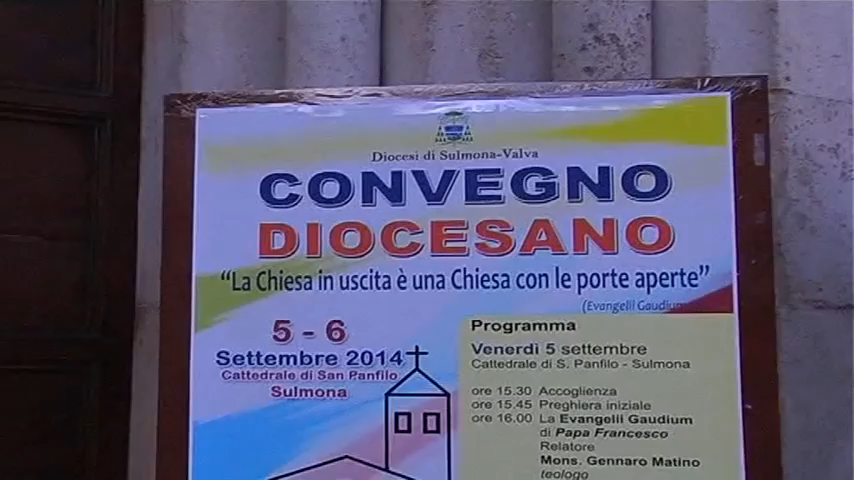 Diocesi di Sulmona-Valva
CONVEGNO
DIOCESANO
“La Chiesa in uscita è una Chiesa con le porte aperte”
(Evangelii Gaudium
5 - 6
Settembre 2014
Cattedrale di San Panfilo
Sulmona
Programma
Venerdì 5 settembre
Cattedrale di S. Panfilo - Sulmona
ore 15.30 Accoglienza
ore 15.45 Preghiera iniziale
ore 16.00 La Evangelii Gaudium
di Papa Francesco
Relatore
Mons. Gennaro Matino
teologo